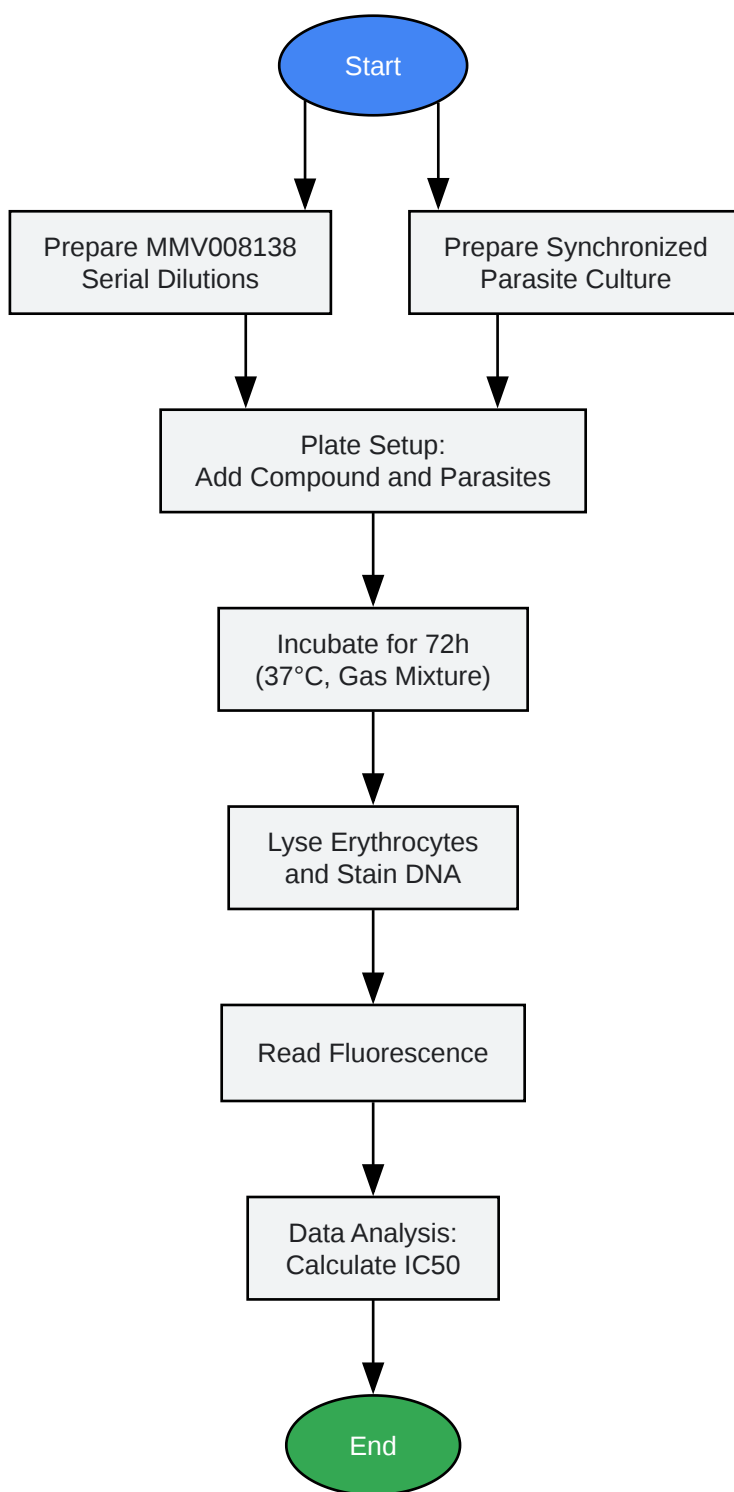 Start
Prepare MMV008138
Serial Dilutions
Prepare Synchronized
Parasite Culture
Plate Setup:
Add Compound and Parasites
Incubate for 72h
(37°C, Gas Mixture)
Lyse Erythrocytes
and Stain DNA
Read Fluorescence
Data Analysis:
Calculate IC50
End